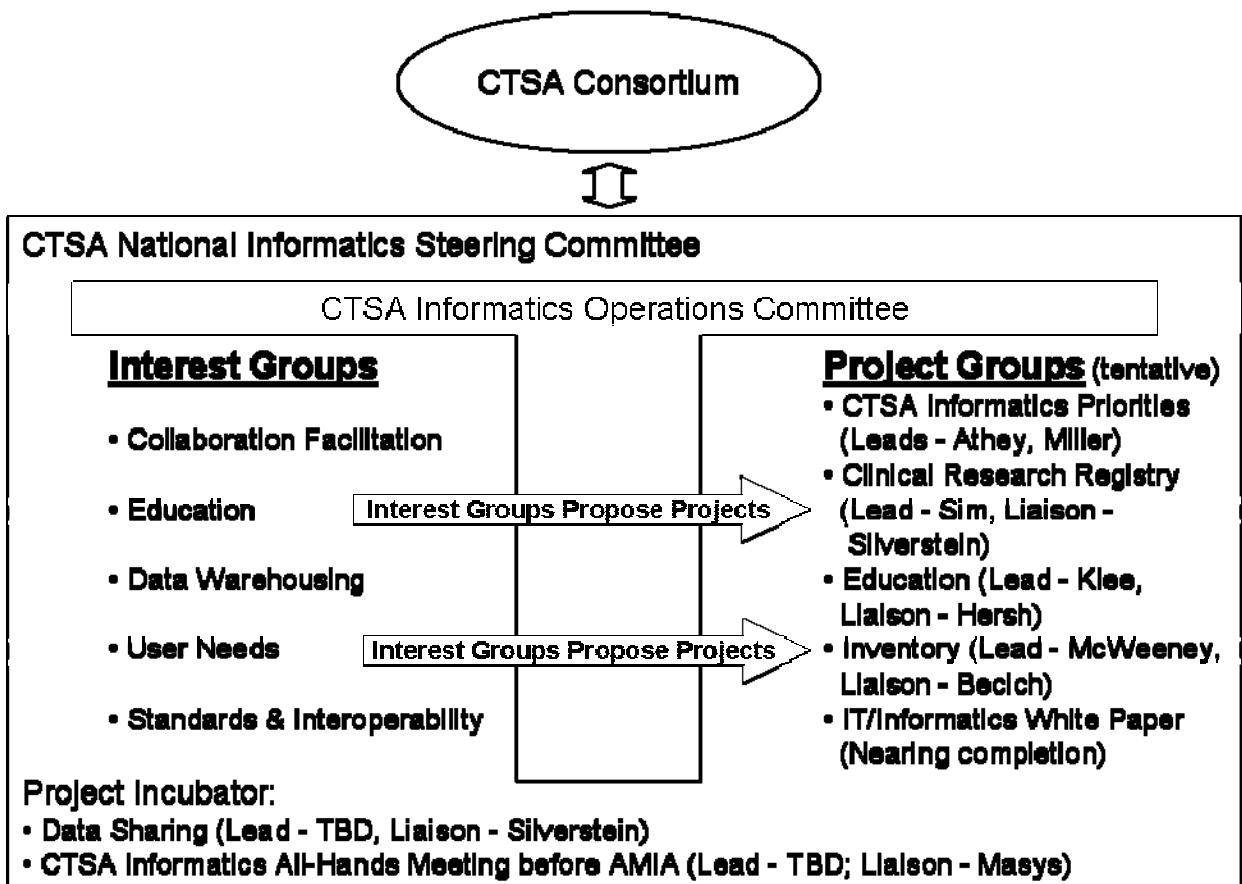 CTSA Consortium
CTSA National Informatics Steering Committee
CTSA Informatics Operations Committee
Interest Groups
• Collaboration Facilitation
• Education
• Data Warehousing
• User Needs
• Standards & Interoperability
Interest Groups Propose Projects
Interest Groups Propose Projects
Project Groups (tentative)
• CTSA Informatics Priorities
(Leads - Athey, Miller)
• Clinical Research Registry
(Lead - Sim, Liaison -
Silverstein)
• Education (Lead - Klee,
Liaison - Hersh)
• Inventory (Lead - McWeeney,
Liaison - Becich)
• IT/Informatics White Paper
(Nearing completion)
Project Incubator:
• Data Sharing (Lead - TBD, Liaison - Silverstein)
• CTSA Informatics All-Hands Meeting before AMIA (Lead - TBD; Liaison - Masys)